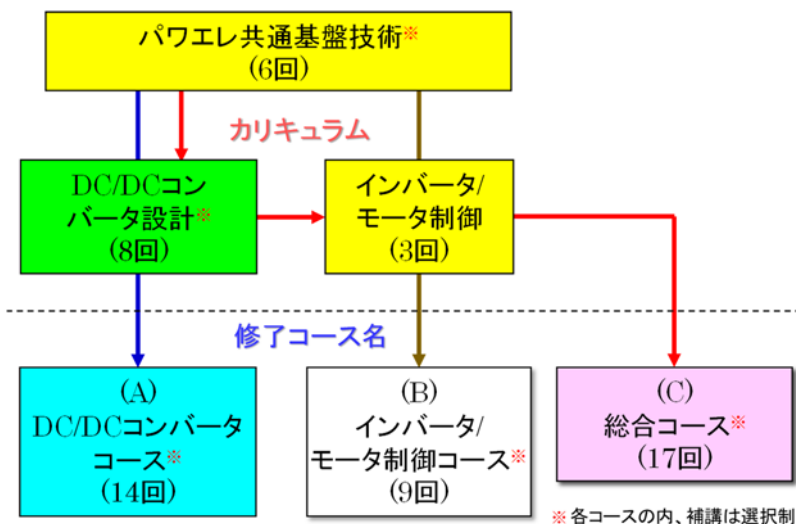 パワエレ共通基盤技術※
(6回)
カリキュラム
DC/DCコン
バータ設計※
(8回)
インバータ/
モータ制御
(3回)
修了コース名
(A)
DC/DCコンバータ
コース※
(14回)
(B)
インバータ/
モータ制御コース※
(9回)
(C)
総合コース※
(17回)
※各コースの内、補講は選択制